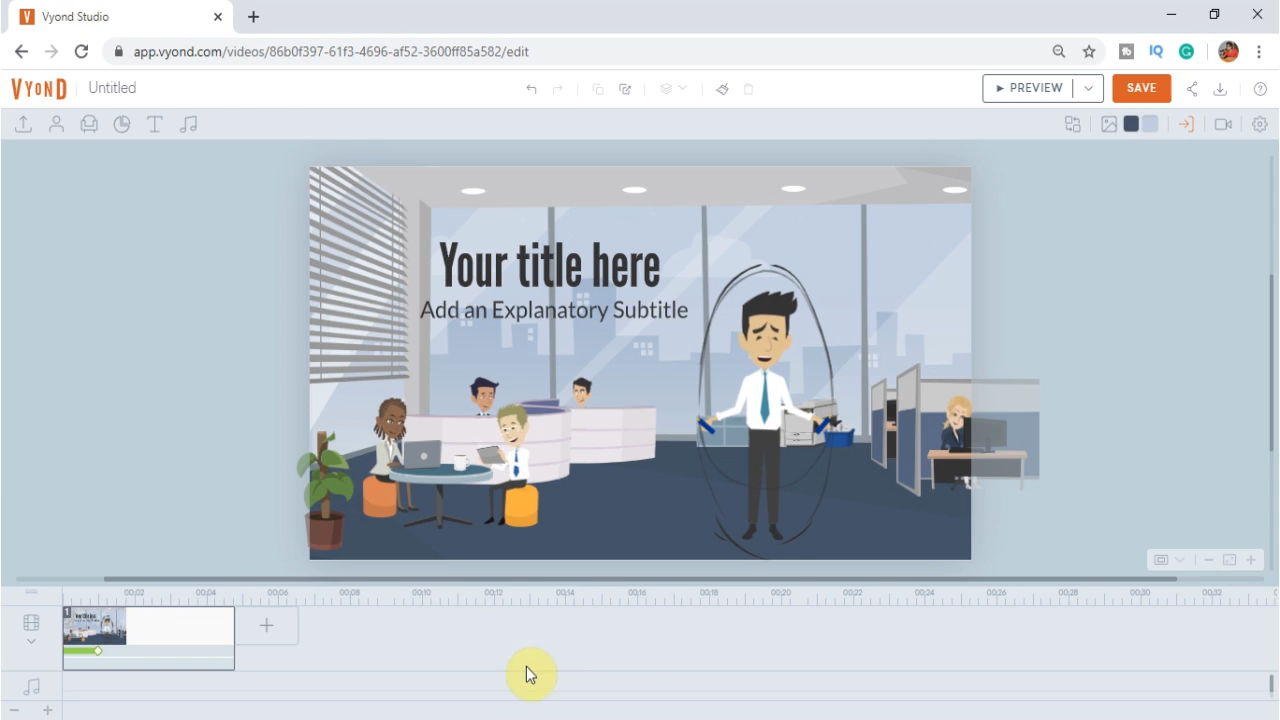 Vyond Studio
app.vyond.com/videos/86b0f397-61f3-4696-af52-3600ff85a582/edit
VYOND Untitled
PREVIEW SAVE
Your title here
Add an Explanatory Subtitle
00:02 00:04 00:06 00:08 00:10 00:12 00:14 00:16 00:18 00:20 00:22 00:24 00:26 00:28 00:30 00:32
1